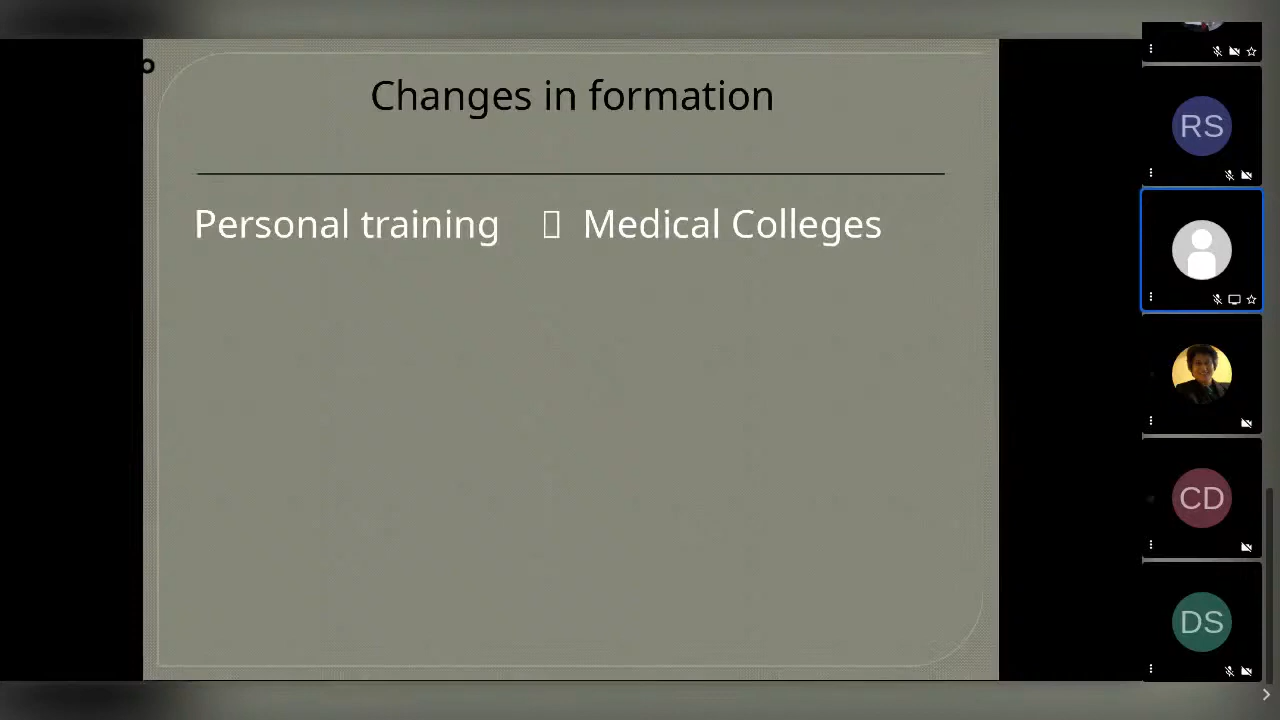 o
Changes in formation
Personal training  Medical Colleges
RS
CD
DS